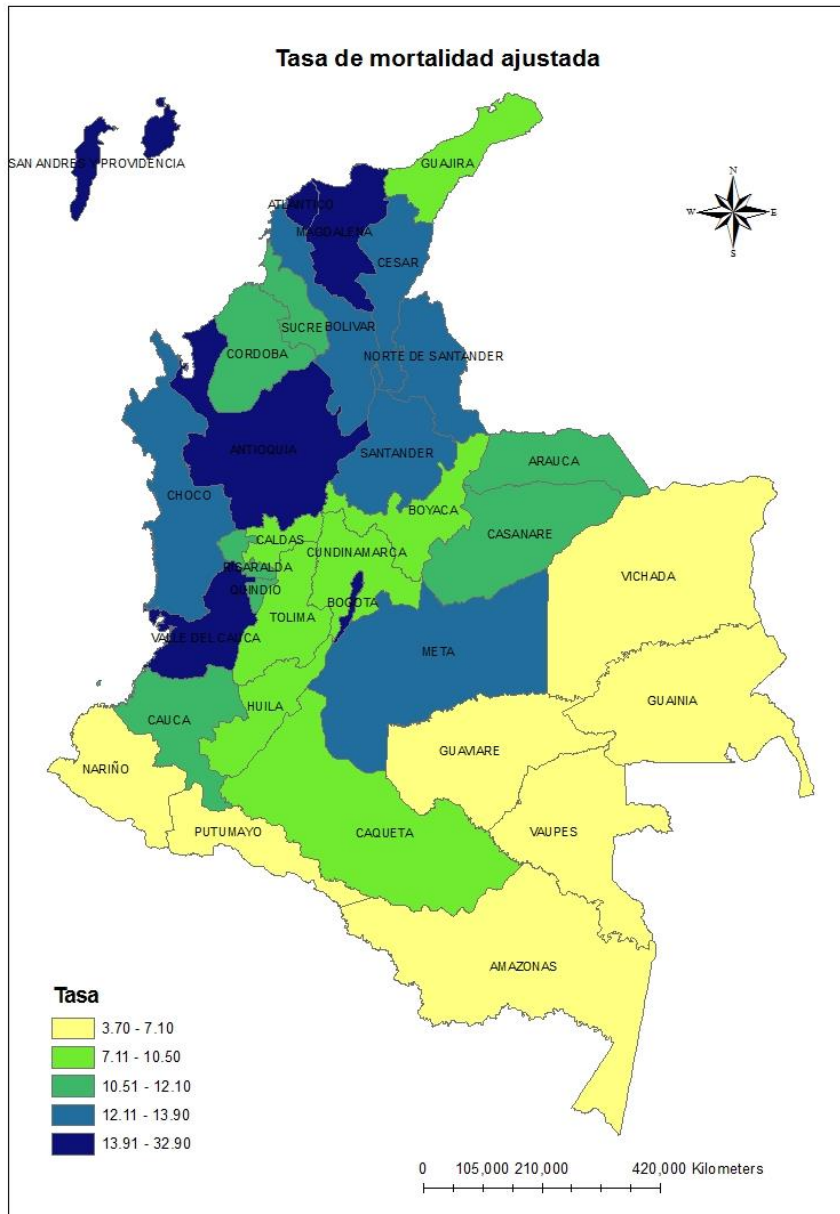 Tasa de mortalidad ajustada
SAN ANDRES Y PROVIDENCIA
GUAJIRA
N
W
E
S
ATLANTICO
MAGDALENA
CESAR
SUCRE
BOLIVAR
CORDOBA
NORTE DE SANTANDER
ANTIOQUIA
SANTANDER
ARAUCA
CHOCO
BOYACA
CASANARE
CALDAS
CUNDINAMARCA
RISARALDA
VICHADA
QUINDIO
BOGOTA
TOLIMA
VALLE DEL CAUCA
META
GUAINIA
HUILA
CAUCA
GUAVIARE
NARIÑO
PUTUMAYO
CAQUETA
VAUPES
AMAZONAS
Tasa
3.70 - 7.10
7.11 - 10.50
10.51 - 12.10
12.11 - 13.90
13.91 - 32.90
0 105,000 210,000 420,000 Kilometers